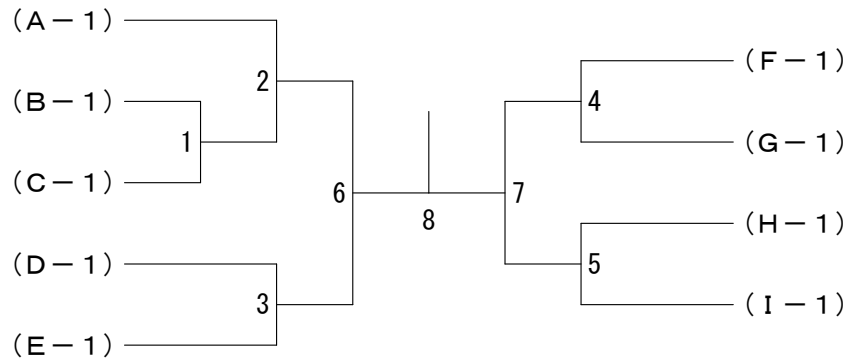 (A-1)
(B-1)
(C-1)
(D-1)
(E-1)
1
2
3
6
8
7
4
5
(F-1)
(G-1)
(H-1)
(I-1)